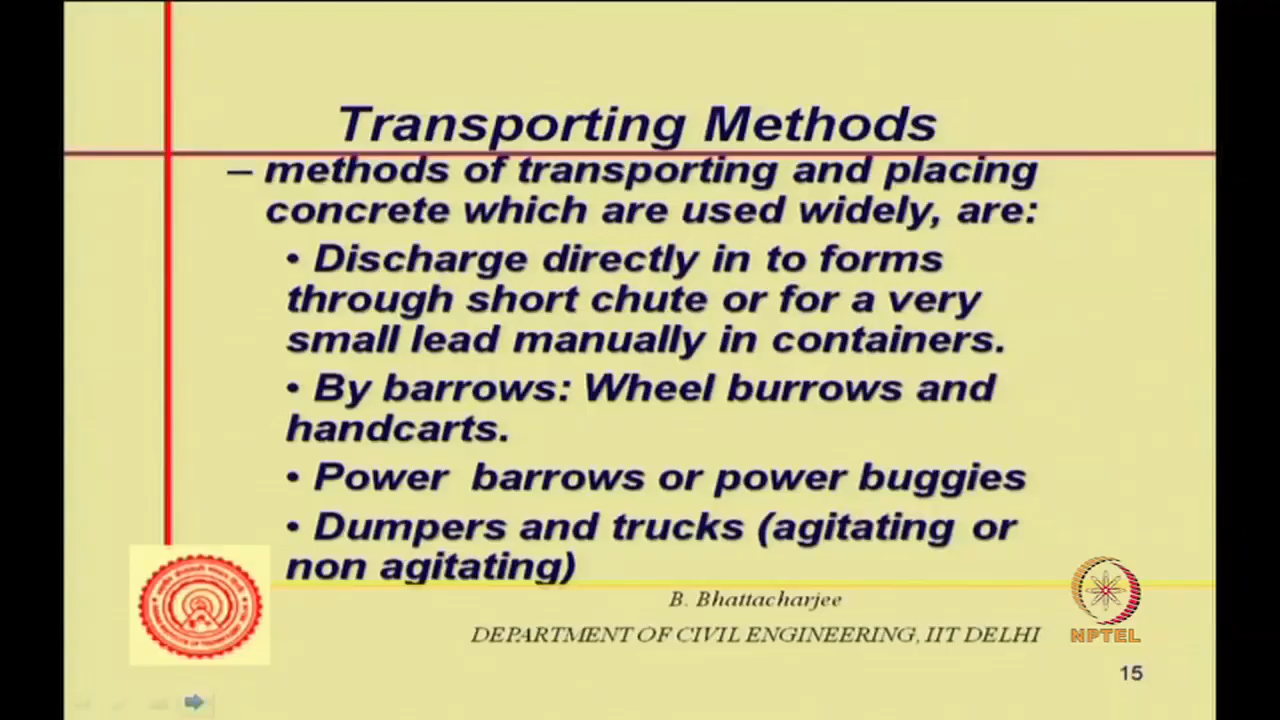 Transporting Methods
– methods of transporting and placing
concrete which are used widely, are:
• Discharge directly in to forms
through short chute or for a very
small lead manually in containers.
• By barrows: Wheel burrows and
handcarts.
• Power barrows or power buggies
• Dumpers and trucks (agitating or
non agitating)
B. Bhattacharjee
DEPARTMENT OF CIVIL ENGINEERING, IIT DELHI
NPTEL
15